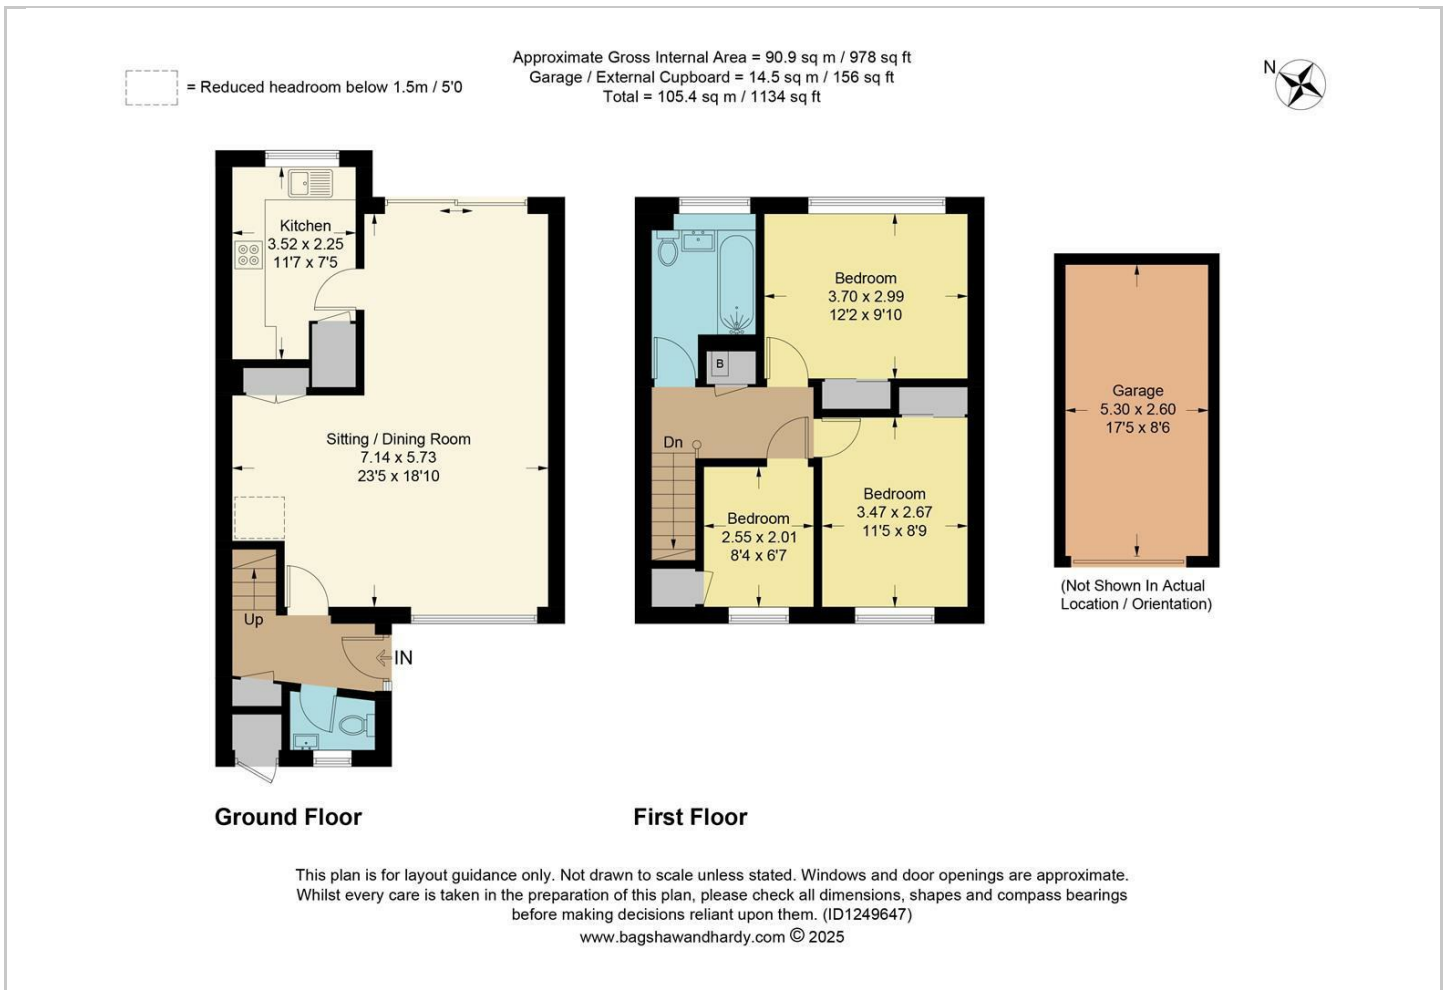 = Reduced headroom below 1.5m / 5'0
Approximate Gross Internal Area = 90.9 sq m / 978 sq ft
Garage / External Cupboard = 14.5 sq m / 156 sq ft
Total = 105.4 sq m / 1134 sq ft
N
Kitchen
3.52 x 2.25
11'7 x 7'5
Sitting / Dining Room
7.14 x 5.73
23'5 x 18'10
Up
IN
Ground Floor
Bedroom
3.70 x 2.99
12'2 x 9'10
B
Dn
Bedroom
2.55 x 2.01
8'4 x 6'7
Bedroom
3.47 x 2.67
11'5 x 8'9
First Floor
Garage
5.30 x 2.60
17'5 x 8'6
(Not Shown In Actual
Location / Orientation)
This plan is for layout guidance only. Not drawn to scale unless stated. Windows and door openings are approximate.
Whilst every care is taken in the preparation of this plan, please check all dimensions, shapes and compass bearings
before making decisions reliant upon them. (ID1249647)
www.bagshawandhardy.com © 2025